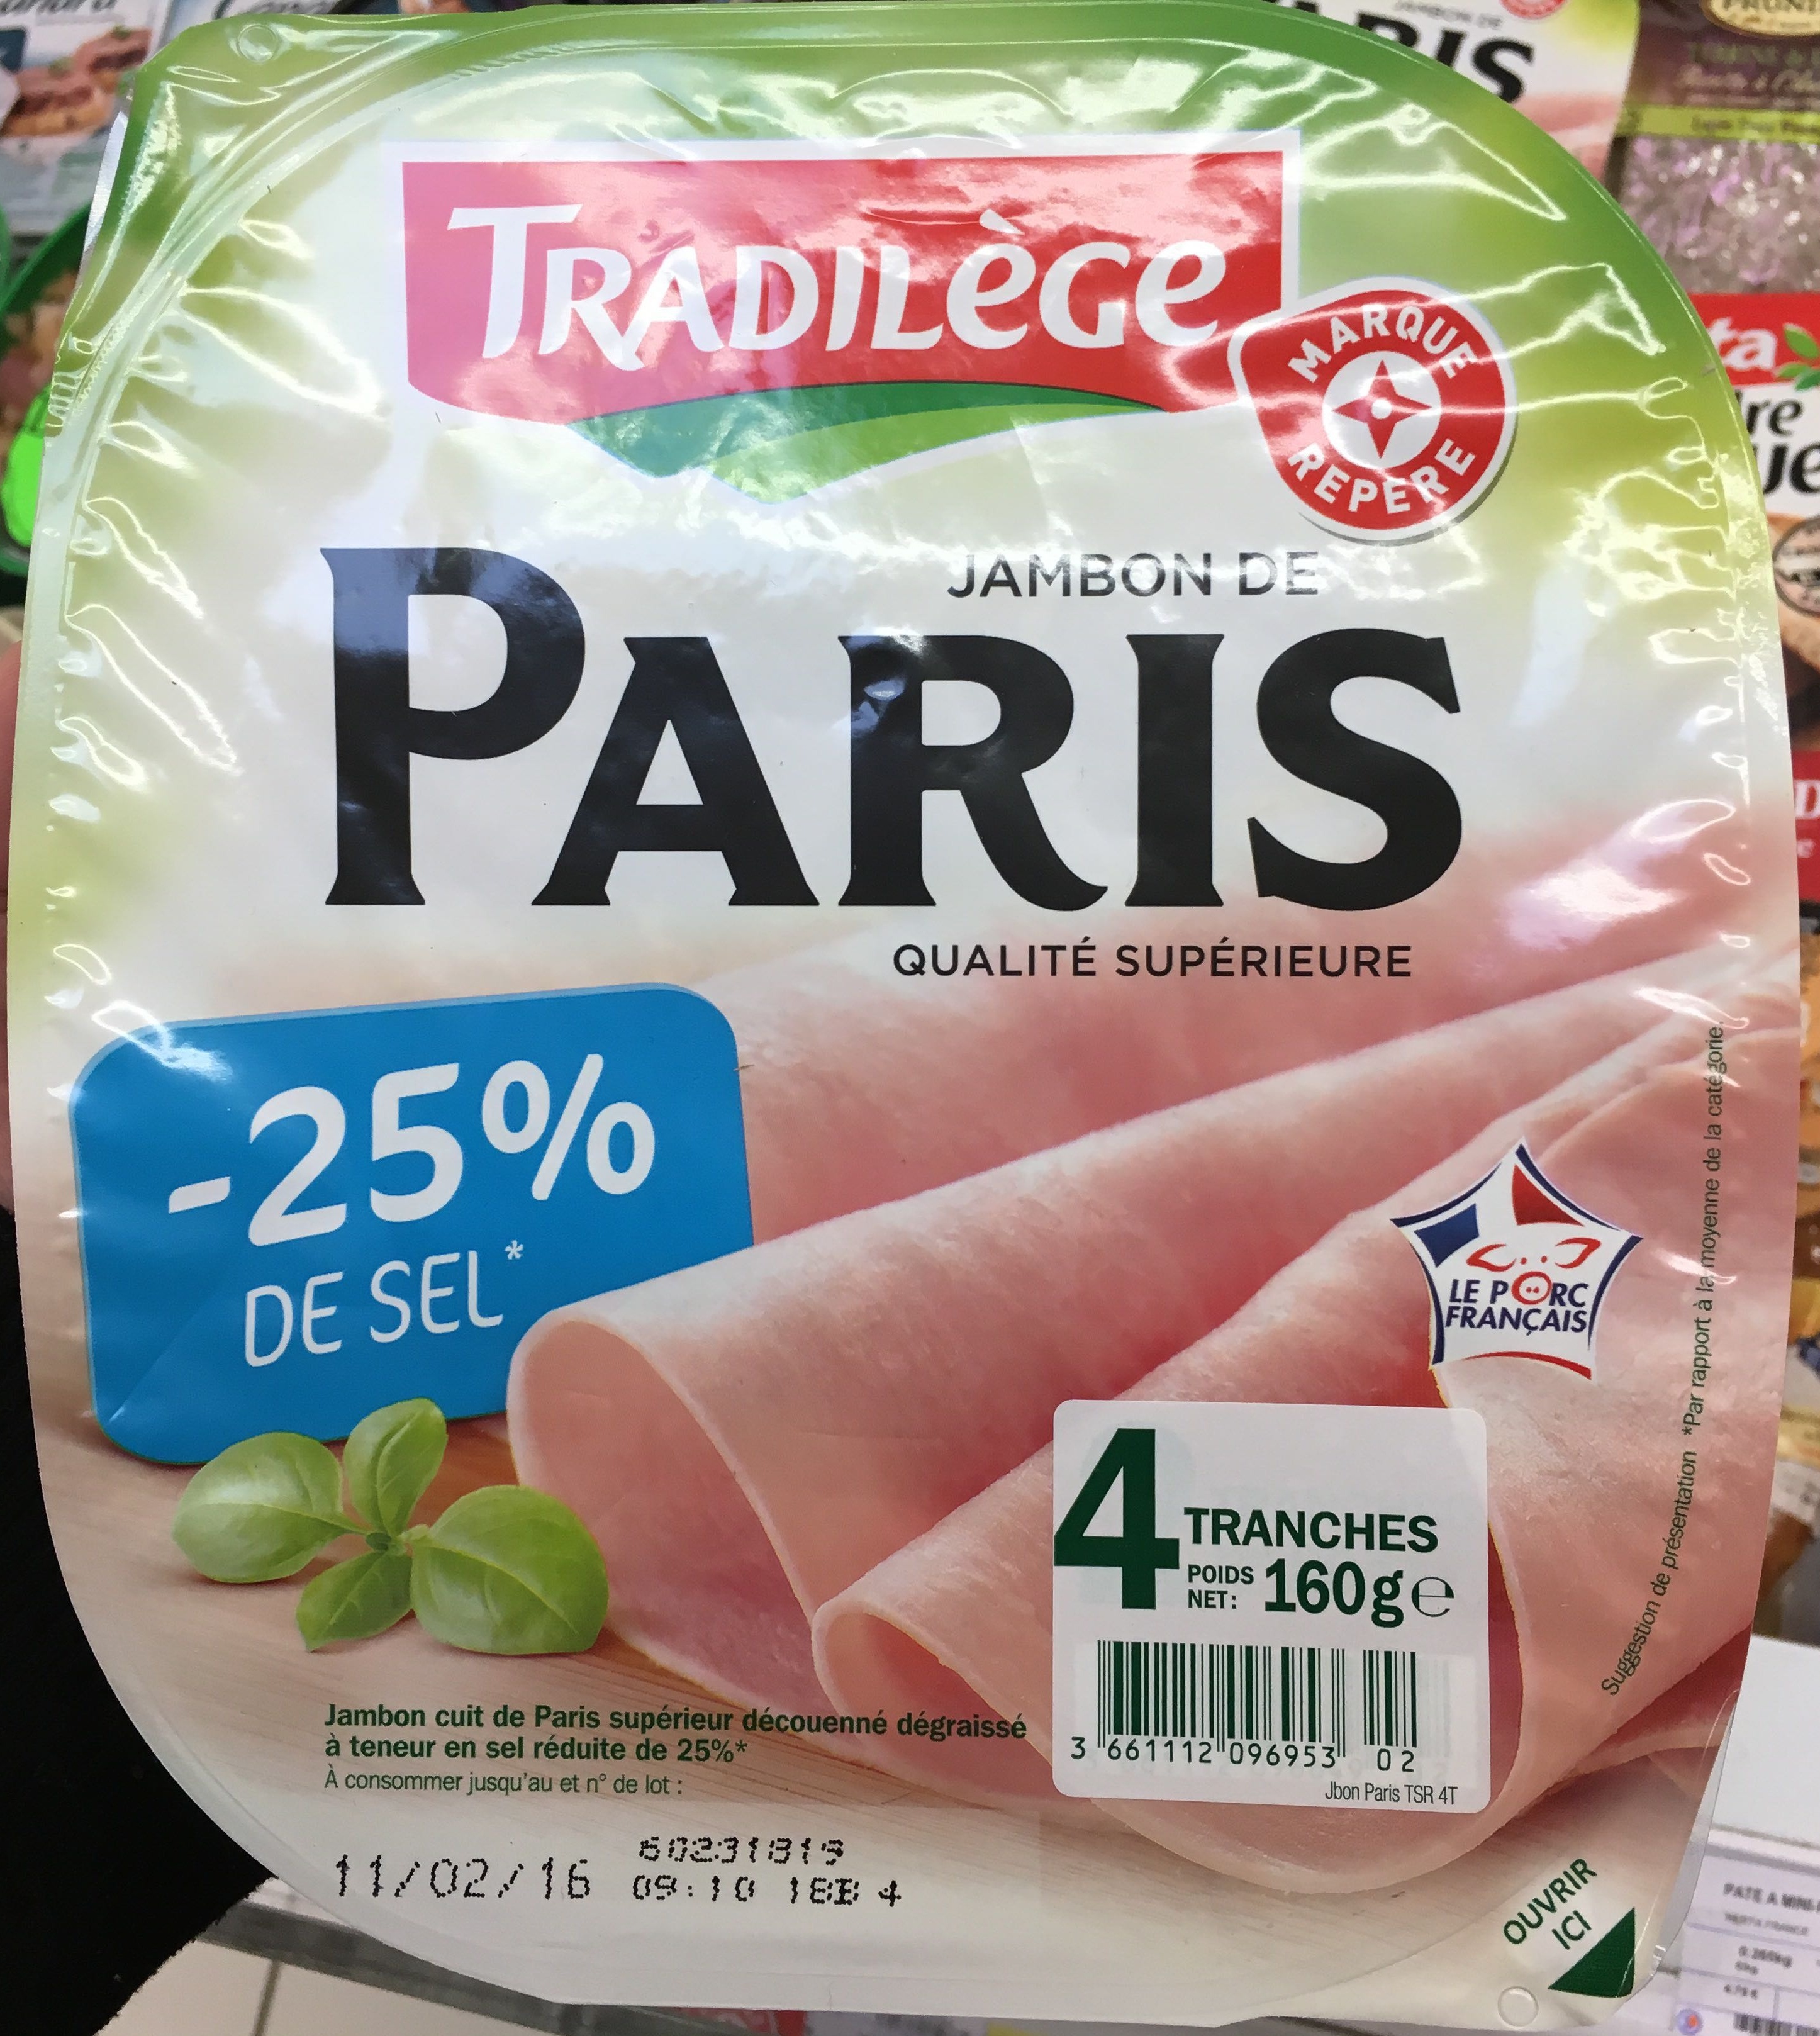 TRADILÈGE
MARQUE
REPÈRE
JAMBON DE
PARIS
QUALITÉ SUPÉRIEURE
-25%
DE SEL*
LE PORC
FRANÇAIS
4 TRANCHES
POIDS
NET: 160g e
3 661112 096953 02
Jbon Paris TSR 4T
Jambon cuit de Paris supérieur découenné dégraissé
à teneur en sel réduite de 25%*
À consommer jusqu'au et n° de lot :
60231819
11/02/16 09:10 1EB 4
Suggestion de présentation *Par rapport à la moyenne de la catégorie.
OUVRIR
ICI
JAMBON DE
PATE A